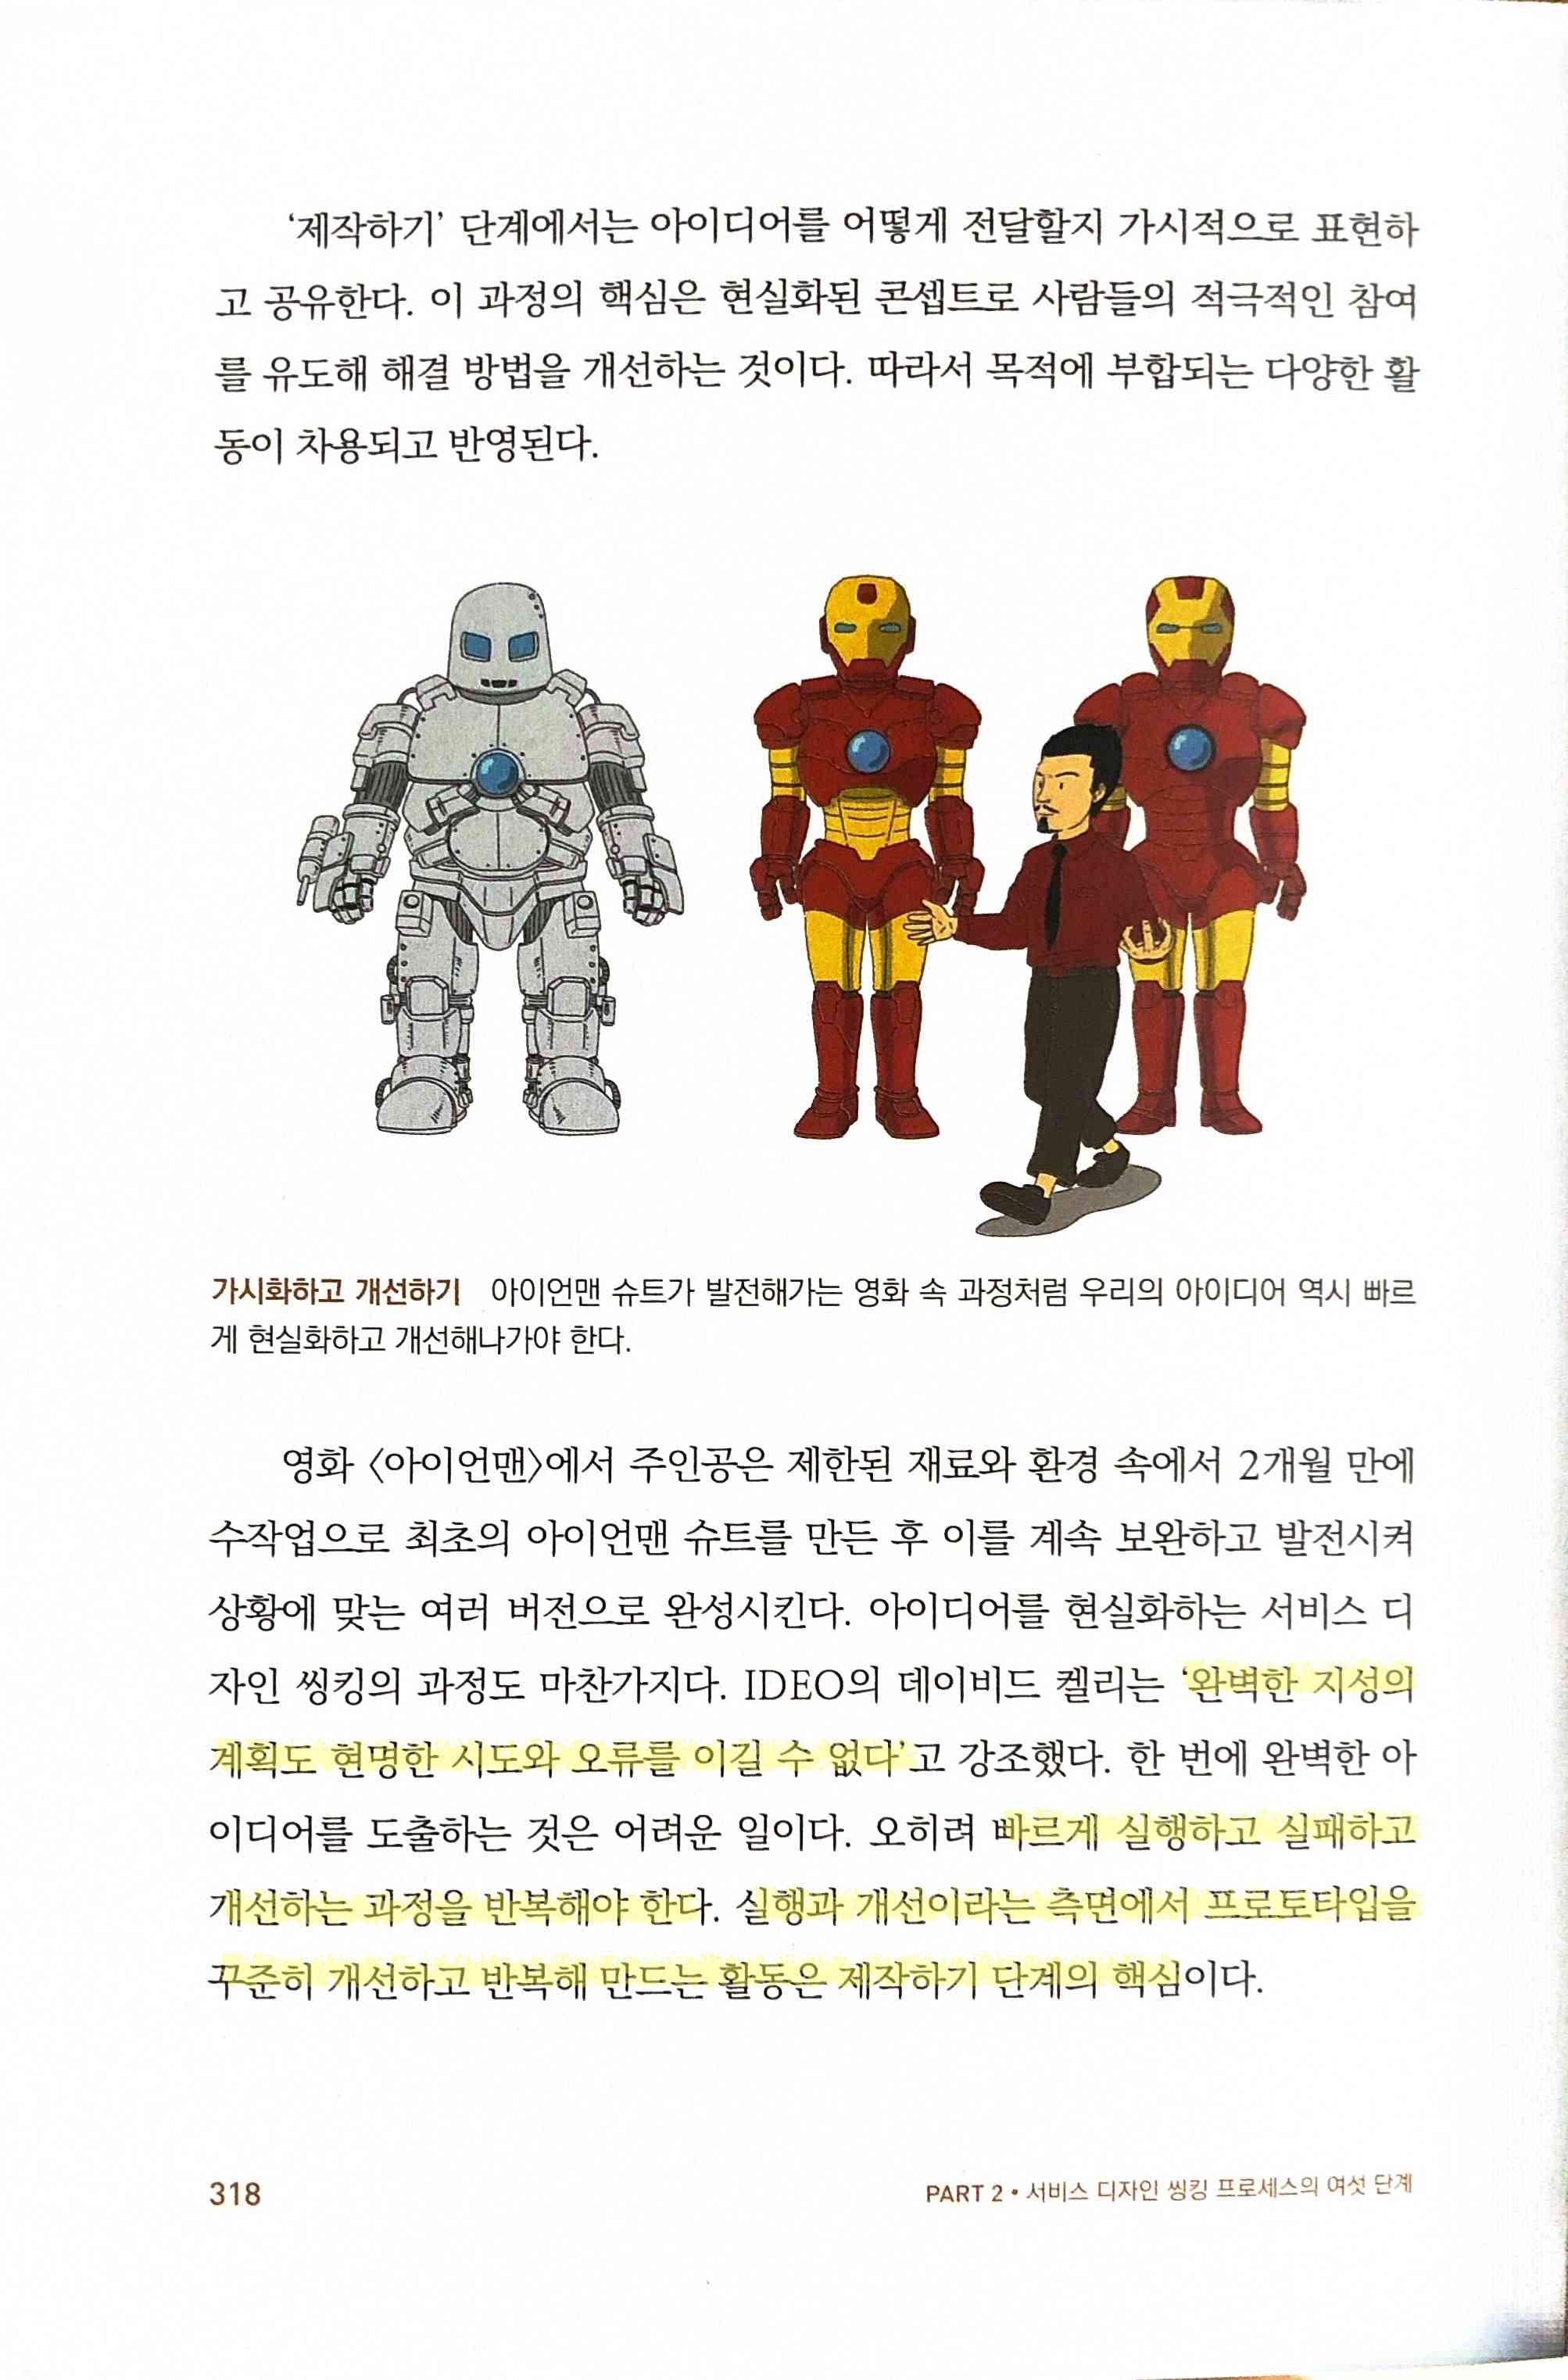 ‘제작하기’ 단계에서는 아이디어를 어떻게 전달할지 가시적으로 표현하
고 공유한다. 이 과정의 핵심은 현실화된 콘셉트로 사람들의 적극적인 참여
를 유도해 해결 방법을 개선하는 것이다. 따라서 목적에 부합되는 다양한 활
동이 차용되고 반영된다.
가시화하고 개선하기 아이언맨 슈트가 발전해가는 영화 속 과정처럼 우리의 아이디어 역시 빠르
게 현실화하고 개선해나가야 한다.
영화 〈아이언맨〉에서 주인공은 제한된 재료와 환경 속에서 2개월 만에
수작업으로 최초의 아이언맨 슈트를 만든 후 이를 계속 보완하고 발전시켜
상황에 맞는 여러 버전으로 완성시킨다. 아이디어를 현실화하는 서비스 디
자인 씽킹의 과정도 마찬가지다. IDEO의 데이비드 켈리는 ‘완벽한 지성의
계획도 현명한 시도와 오류를 이길 수 없다’고 강조했다. 한 번에 완벽한 아
이디어를 도출하는 것은 어려운 일이다. 오히려 빠르게 실행하고 실패하고
개선하는 과정을 반복해야 한다. 실행과 개선이라는 측면에서 프로토타입을
꾸준히 개선하고 반복해 만드는 활동은 제작하기 단계의 핵심이다.
318
PART 2 • 서비스 디자인 씽킹 프로세스의 여섯 단계